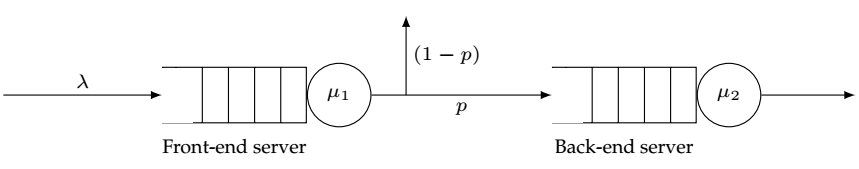 (1 − p)
λ
μ₁
p
μ₂
Front-end server
Back-end server